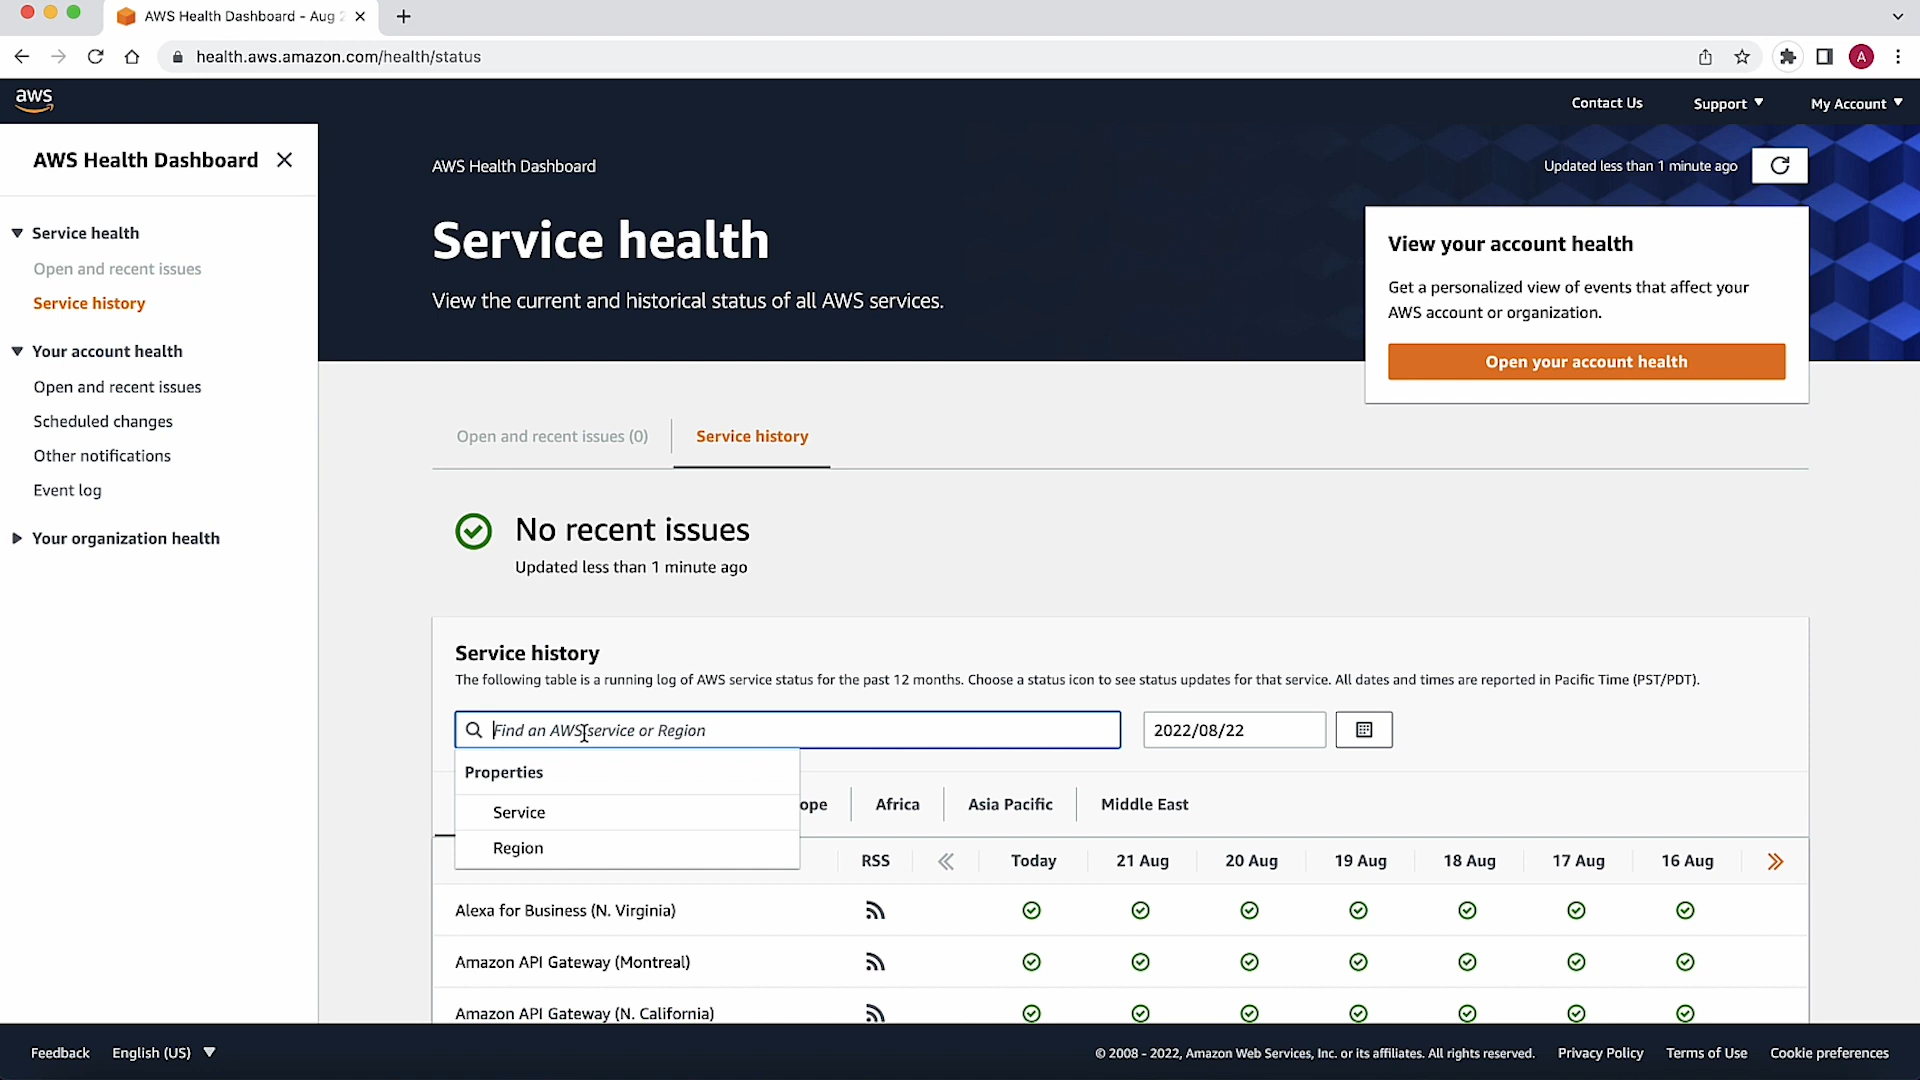 AWS Health Dashboard - Aug 2
health.aws.amazon.com/health/status
A
aws
Contact Us
Support
My Account
AWS Health Dashboard
Service health
Open and recent issues
Service history
Your account health
Open and recent issues
Scheduled changes
Other notifications
Event log
Your organization health
AWS Health Dashboard
Updated less than 1 minute ago
Service health
View the current and historical status of all AWS services.
View your account health
Get a personalized view of events that affect your
AWS account or organization.
Open your account health
Open and recent issues (0)
Service history
No recent issues
Updated less than 1 minute ago
Service history
The following table is a running log of AWS service status for the past 12 months. Choose a status icon to see status updates for that service. All dates and times are reported in Pacific Time (PST/PDT).
Find an AWS service or Region
2022/08/22
Properties
Service
Region
ope
Africa
Asia Pacific
Middle East
RSS
Today
21 Aug
20 Aug
19 Aug
18 Aug
17 Aug
16 Aug
Alexa for Business (N. Virginia)
Amazon API Gateway (Montreal)
Amazon API Gateway (N. California)
Feedback
English (US)
© 2008 - 2022, Amazon Web Services, Inc. or its affiliates. All rights reserved.
Privacy Policy
Terms of Use
Cookie preferences